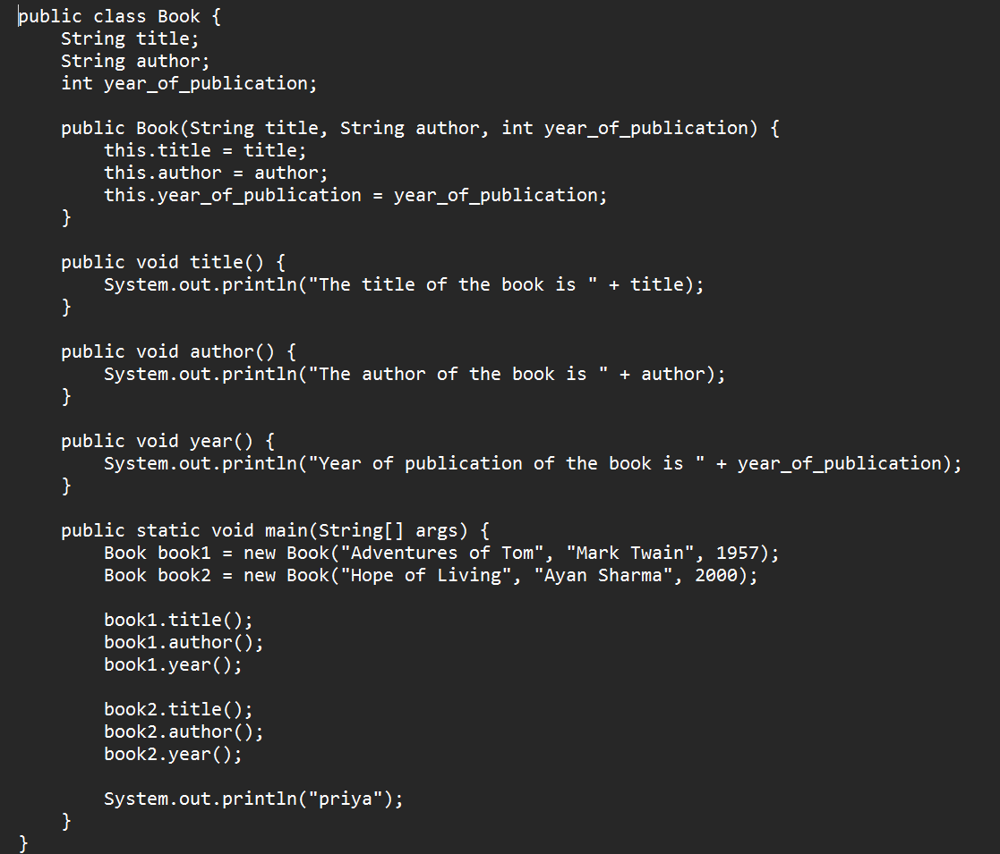 public class Book {
    String title;
    String author;
    int year_of_publication;

    public Book(String title, String author, int year_of_publication) {
        this.title = title;
        this.author = author;
        this.year_of_publication = year_of_publication;
    }

    public void title() {
        System.out.println("The title of the book is " + title);
    }

    public void author() {
        System.out.println("The author of the book is " + author);
    }

    public void year() {
        System.out.println("Year of publication of the book is " + year_of_publication);
    }

    public static void main(String[] args) {
        Book book1 = new Book("Adventures of Tom", "Mark Twain", 1957);
        Book book2 = new Book("Hope of Living", "Ayan Sharma", 2000);

        book1.title();
        book1.author();
        book1.year();

        book2.title();
        book2.author();
        book2.year();

        System.out.println("priya");
    }
}